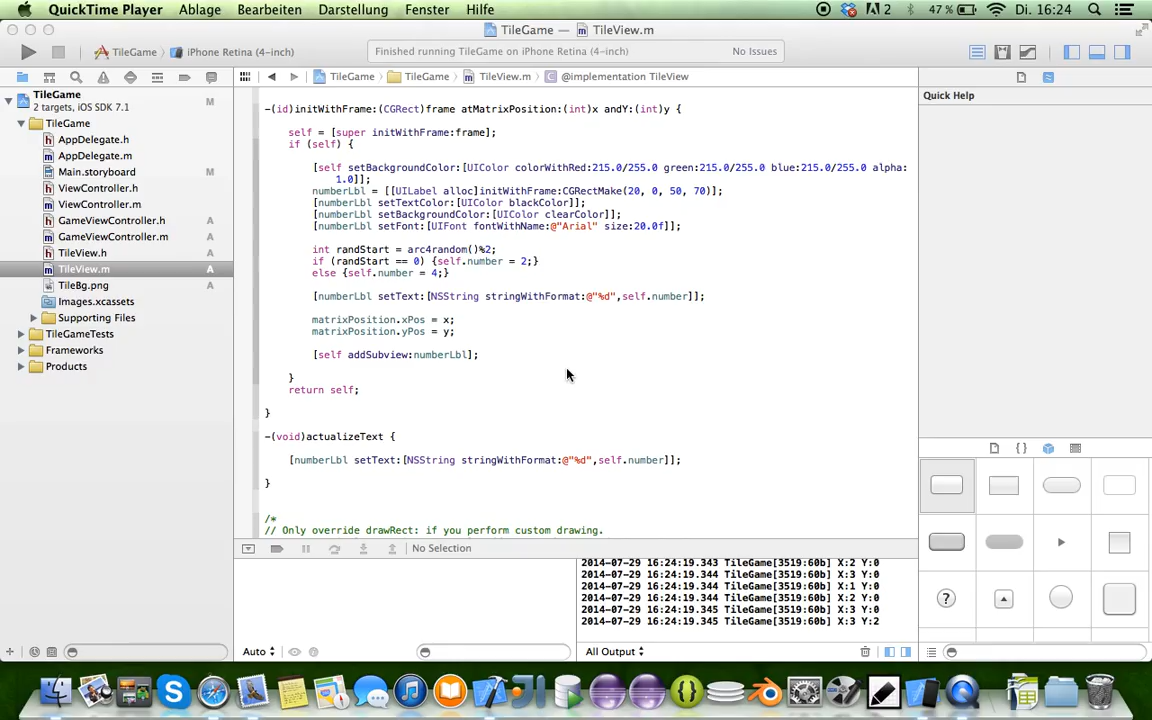 QuickTime Player Ablage Bearbeiten Darstellung Fenster Hilfe 2 47 % Di. 16:24
TileGame — TileView.m
TileGame iPhone Retina (4-inch) Finished running TileGame on iPhone Retina (4-inch) No Issues
TileGame TileGame TileView.m C @implementation TileView
TileGame M
2 targets, iOS SDK 7.1
TileGame
AppDelegate.h
AppDelegate.m
Main.storyboard M
ViewController.h
ViewController.m
GameViewController.h A
GameViewController.m A
TileView.h A
TileView.m A
TileBg.png A
Images.xcassets
Supporting Files
TileGameTests
Frameworks
Products
-(id)initWithFrame:(CGRect)frame atMatrixPosition:(int)x andY:(int)y {
self = [super initWithFrame:frame];
if (self) {
[self setBackgroundColor:[UIColor colorWithRed:215.0/255.0 green:215.0/255.0 blue:215.0/255.0 alpha:
1.0]];
numberLbl = [[UILabel alloc]initWithFrame:CGRectMake(20, 0, 50, 70)];
[numberLbl setTextColor:[UIColor blackColor]];
[numberLbl setBackgroundColor:[UIColor clearColor]];
[numberLbl setFont:[UIFont fontWithName:@"Arial" size:20.0f]];
int randStart = arc4random()%2;
if (randStart == 0) {self.number = 2;}
else {self.number = 4;}
[numberLbl setText:[NSString stringWithFormat:@"%d",self.number]];
matrixPosition.xPos = x;
matrixPosition.yPos = y;
[self addSubview:numberLbl];
}
return self;
}
-(void)actualizeText {
[numberLbl setText:[NSString stringWithFormat:@"%d",self.number]];
}
/*
// Only override drawRect: if you perform custom drawing.
Quick Help
No Selection
2014-07-29 16:24:19.343 TileGame[3519:60b] X:2 Y:0
2014-07-29 16:24:19.344 TileGame[3519:60b] X:3 Y:0
2014-07-29 16:24:19.344 TileGame[3519:60b] X:1 Y:0
2014-07-29 16:24:19.344 TileGame[3519:60b] X:2 Y:0
2014-07-29 16:24:19.345 TileGame[3519:60b] X:3 Y:0
2014-07-29 16:24:19.345 TileGame[3519:60b] X:3 Y:2
Auto All Output